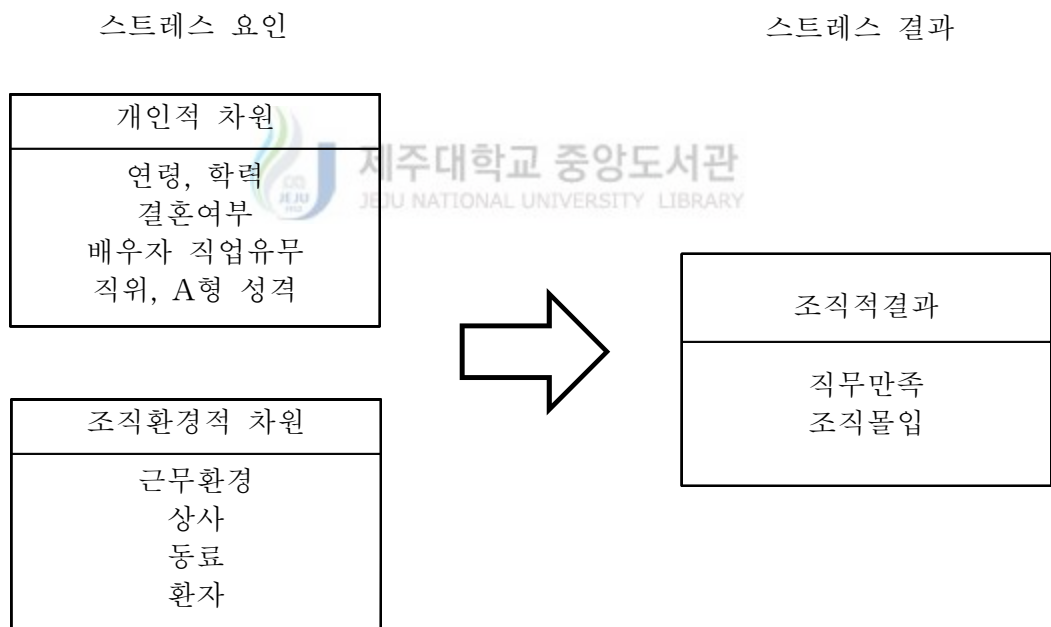 스트레스 요인
스트레스 결과
개인적 차원
연령, 학력
결혼여부
배우자 직업유무
직위, A형 성격
제주대학교 중앙도서관
JEJU NATIONAL UNIVERSITY LIBRARY
JEJU
1952
조직적결과
직무만족
조직몰입
조직환경적 차원
근무환경
상사
동료
환자